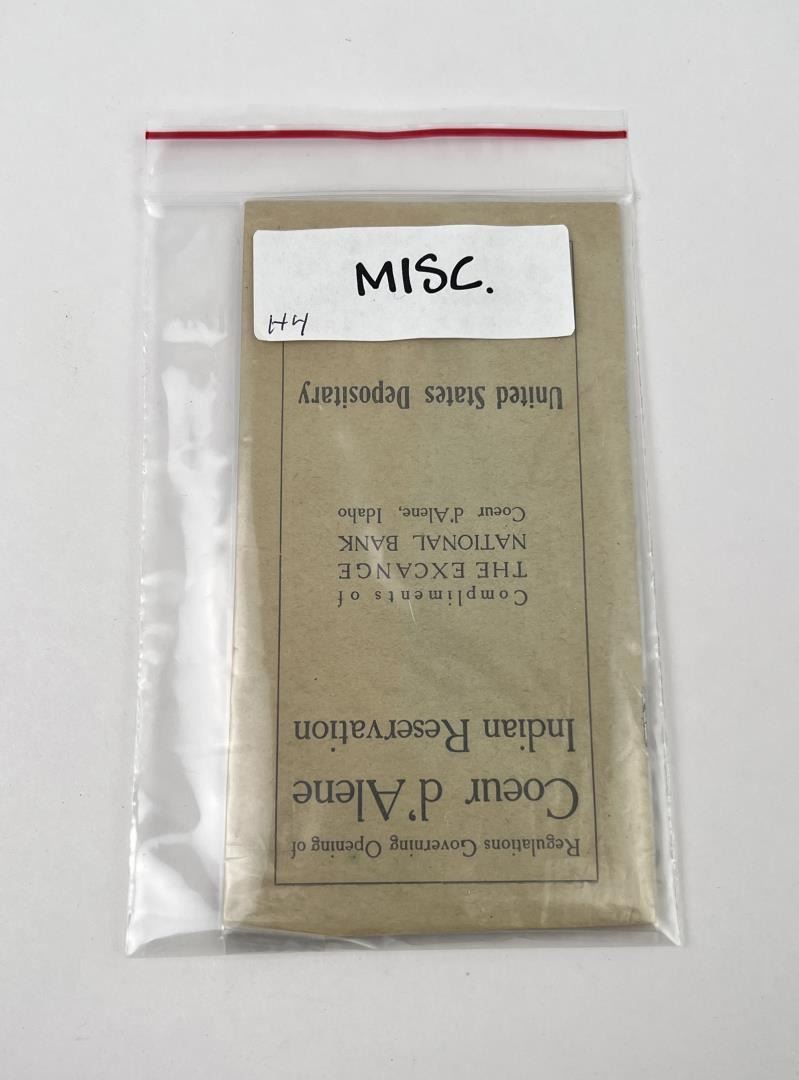 MISC.
H4
Regulations Governing Opening of
Coeur d'Alene
Indian Reservation
Compliments of
THE EXCANGE
NATIONAL BANK
Coeur d'Alene, Idaho
United States Depositary